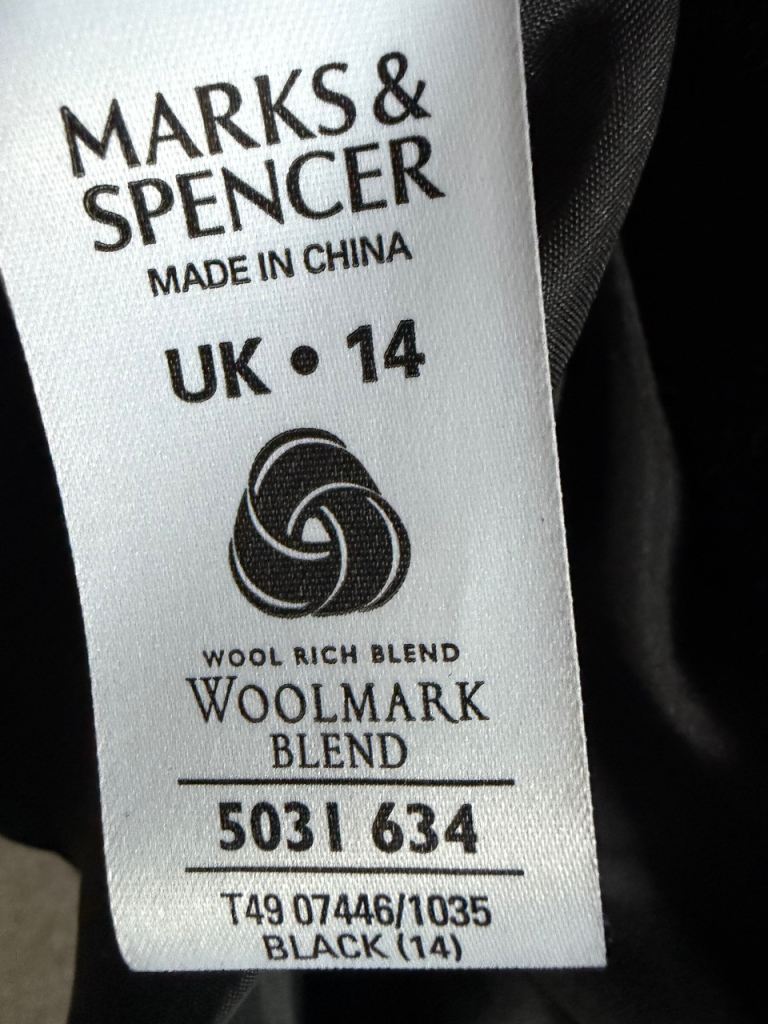 MARKS &
SPENCER
MADE IN CHINA
UK • 14
WOOL RICH BLEND
WOOLMARK
BLEND
5031 634
T49 07446/1035
BLACK (14)